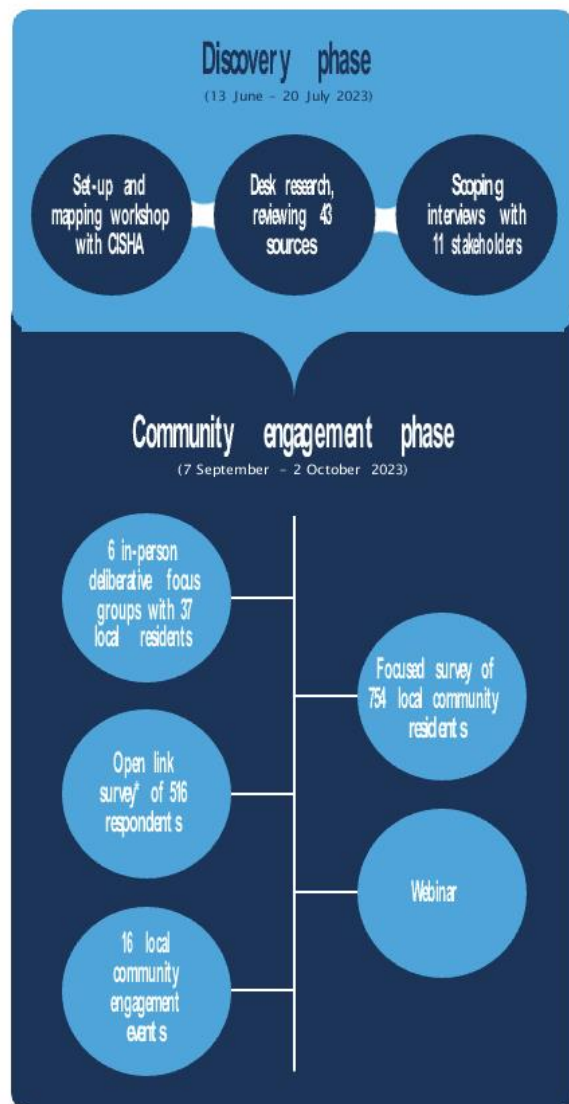 Discovery phase
(13 June – 20 July 2023)
Set-up and
mapping workshop
with CISHA
Desk research,
reviewing 43
sources
Scoping
interviews with
11 stakeholders
Community engagement phase
(7 September – 2 October 2023)
6 in-person
deliberative focus
groups with 37
local residents
Focused survey of
754 local community
residents
Open link
survey* of 516
respondents
Webinar
16 local
community
engagement
events